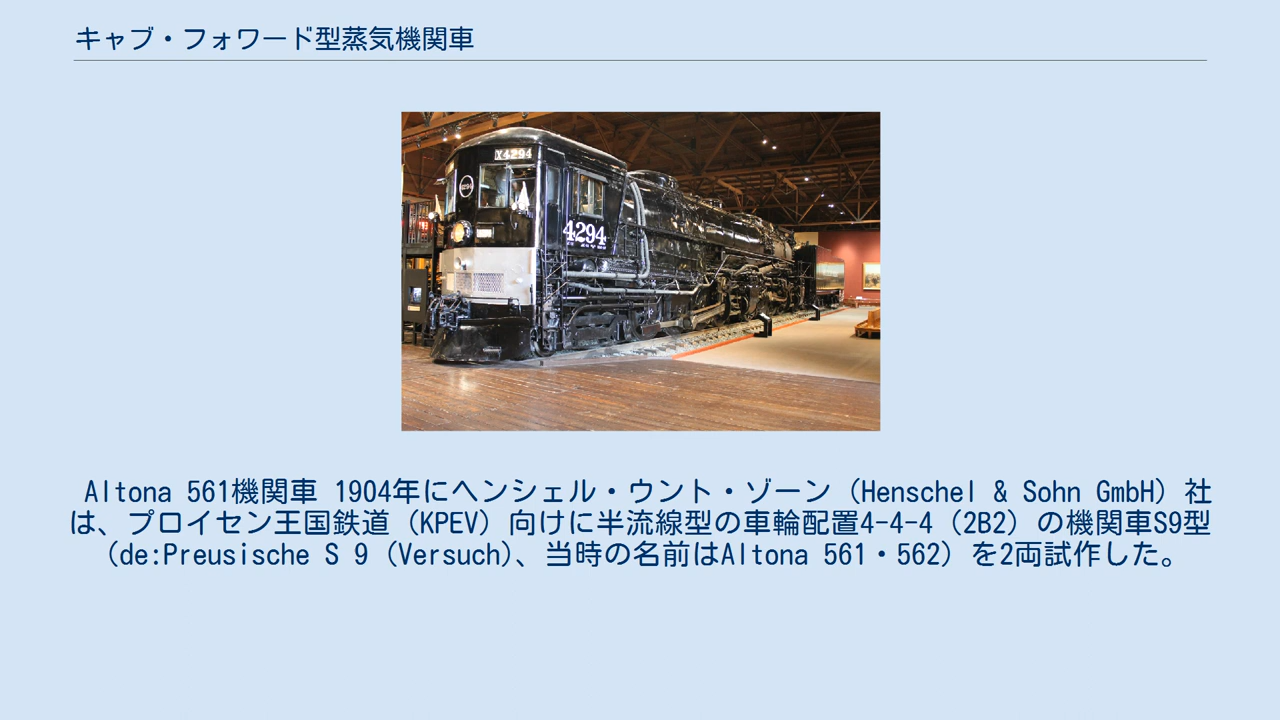 キャブ・フォワード型蒸気機関車
X4294
4294
4294
Altona 561機関車 1904年にヘンシェル・ウント・ゾーン（Henschel & Sohn GmbH）社
は、プロイセン王国鉄道（KPEV）向けに半流線型の車輪配置4-4-4（2B2）の機関車S9型
（de:Preusische S 9（Versuch)、当時の名前はAltona 561・562）を2両試作した。